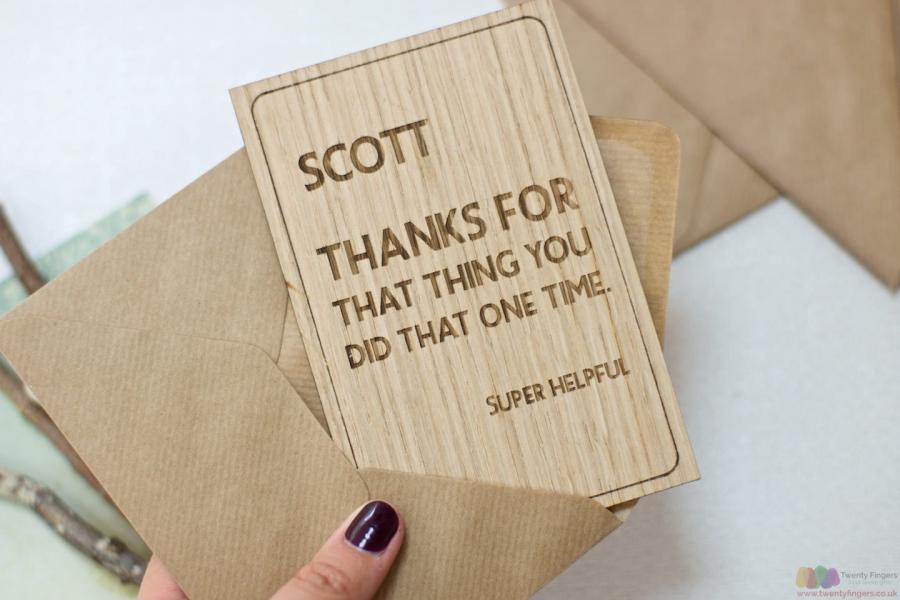 SCOTT
THANKS FOR
THAT THING YOU
DID THAT ONE TIME.
SUPER HELPFUL
Twenty Fingers
www.twentyfingers.co.uk